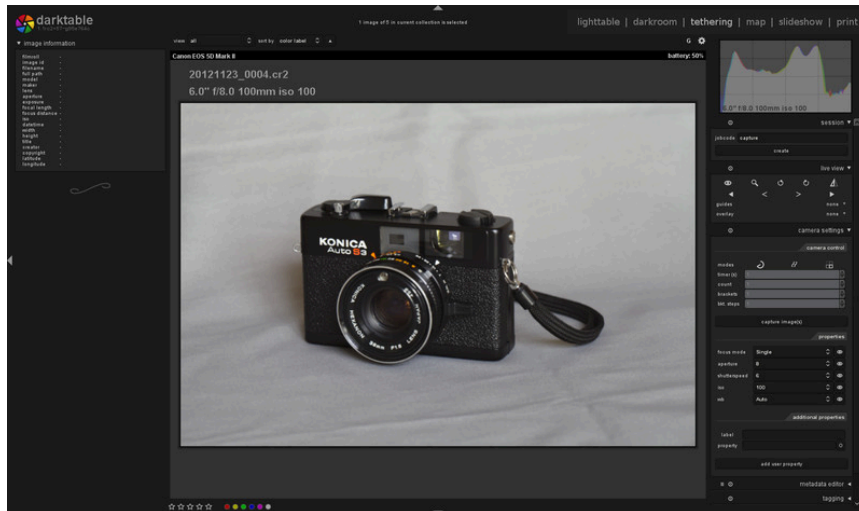 darktable
1 image of 5 in current collection is selected
lighttable | darkroom | tethering | map | slideshow | print
image information
view all sort by color label
G
filmroll -
image id -
filename -
full path -
model -
maker -
lens -
aperture -
exposure -
focal length -
focus distance -
iso -
datetime -
width -
height -
title -
creator -
copyright -
latitude -
longitude -
Canon EOS 5D Mark II battery: 50%
20121123_0004.cr2
6.0" f/8.0 100mm iso 100
KONICA
Auto S3
KONICA HEXANON LENS 38mm F1.8
6.0" f/8.0 100mm iso 100
session
jobcode capture
create
live view
guides none
overlay none
camera settings
camera control
modes
timer (s)
count
brackets
bkt. steps
capture image(s)
properties
focus mode Single
aperture 8
shutterspeed 6
iso 100
wb Auto
additional properties
label
property
add user property
metadata editor
tagging